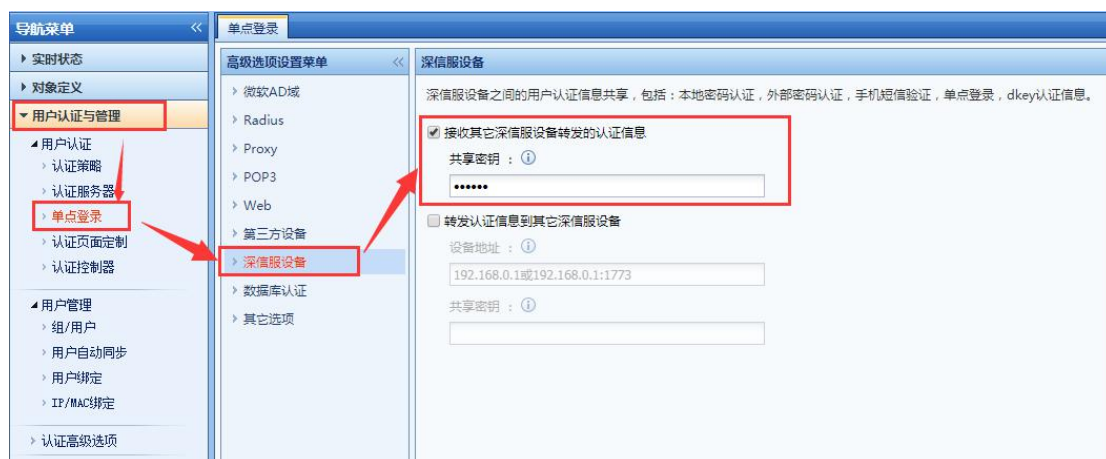 导航菜单
实时状态
对象定义
用户认证与管理
用户认证
认证策略
认证服务器
单点登录
认证页面定制
认证控制器
用户管理
组/用户
用户自动同步
用户绑定
IP/MAC绑定
认证高级选项
单点登录
高级选项设置菜单
微软AD域
Radius
Proxy
POP3
Web
第三方设备
深信服设备
数据库认证
其它选项
深信服设备
深信服设备之间的用户认证信息共享，包括：本地密码认证，外部密码认证，手机短信验证，单点登录，dkey认证信息。
接收其它深信服设备转发的认证信息
共享密钥 ：
••••••
转发认证信息到其它深信服设备
设备地址 ：
192.168.0.1或192.168.0.1:1773
共享密钥 ：